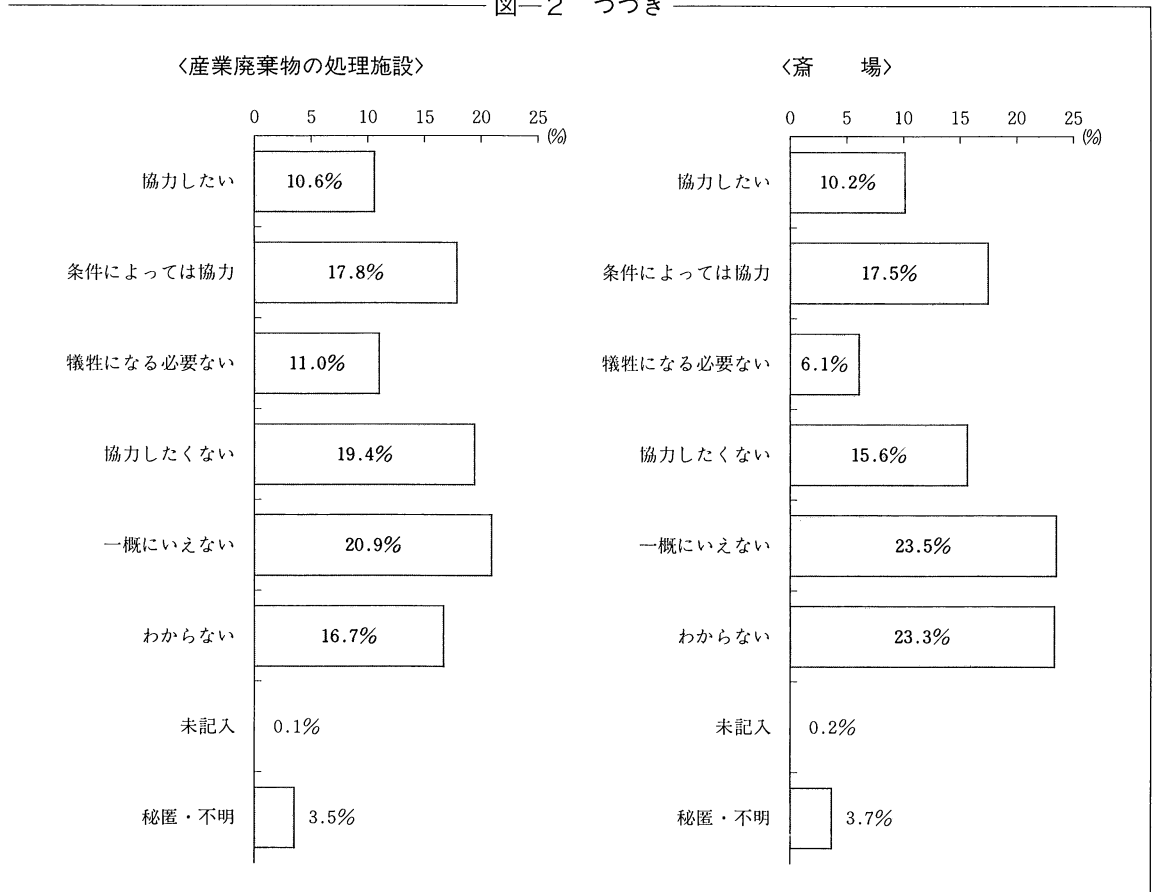 図―2 つづき
〈産業廃棄物の処理施設〉
0 5 10 15 20 25
(%)
協力したい 10.6%
条件によっては協力 17.8%
犠牲になる必要ない 11.0%
協力したくない 19.4%
一概にいえない 20.9%
わからない 16.7%
未記入 0.1%
秘匿・不明 3.5%
〈斎　場〉
0 5 10 15 20 25
(%)
協力したい 10.2%
条件によっては協力 17.5%
犠牲になる必要ない 6.1%
協力したくない 15.6%
一概にいえない 23.5%
わからない 23.3%
未記入 0.2%
秘匿・不明 3.7%